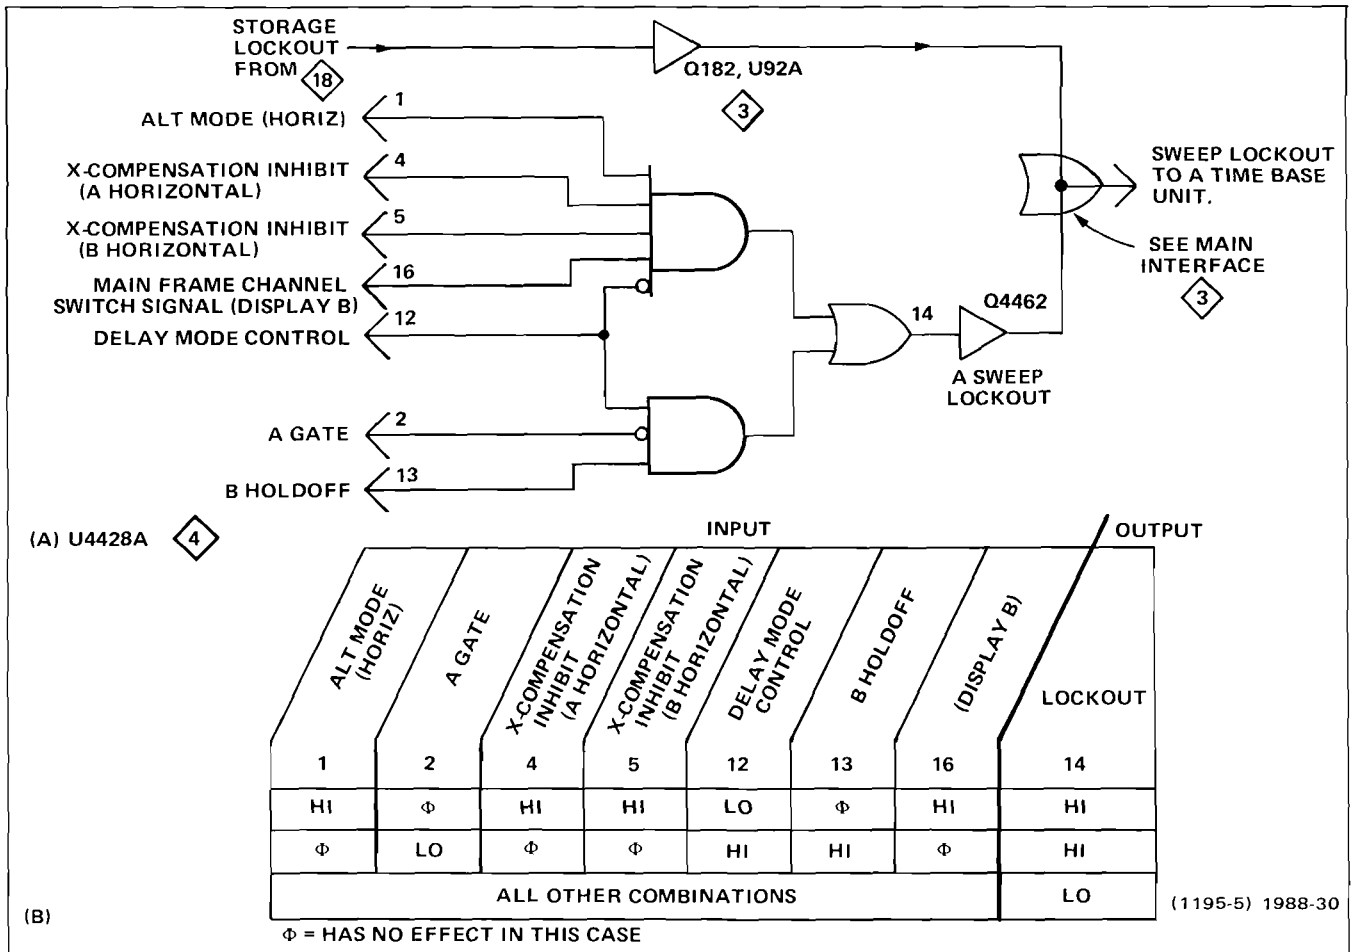 STORAGE
LOCKOUT
FROM 18
Q182, U92A
3
1
ALT MODE (HORIZ)
4
X-COMPENSATION INHIBIT
(A HORIZONTAL)
5
X-COMPENSATION INHIBIT
(B HORIZONTAL)
16
MAIN FRAME CHANNEL
SWITCH SIGNAL (DISPLAY B)
12
DELAY MODE CONTROL
2
A GATE
13
B HOLDOFF
14
Q4462
A SWEEP
LOCKOUT
SWEEP LOCKOUT
TO A TIME BASE
UNIT.
SEE MAIN
INTERFACE
3
(A) U4428A 4
INPUT
OUTPUT
ALT MODE
(HORIZ)
A GATE
X-COMPENSATION
INHIBIT
(A HORIZONTAL)
X-COMPENSATION
INHIBIT
(B HORIZONTAL)
DELAY MODE
CONTROL
B HOLDOFF
(DISPLAY B)
LOCKOUT
1 2 4 5 12 13 16 14
HI Φ HI HI LO Φ HI HI
Φ LO Φ Φ HI HI Φ HI
ALL OTHER COMBINATIONS LO
(B)
(1195-5) 1988-30
Φ = HAS NO EFFECT IN THIS CASE